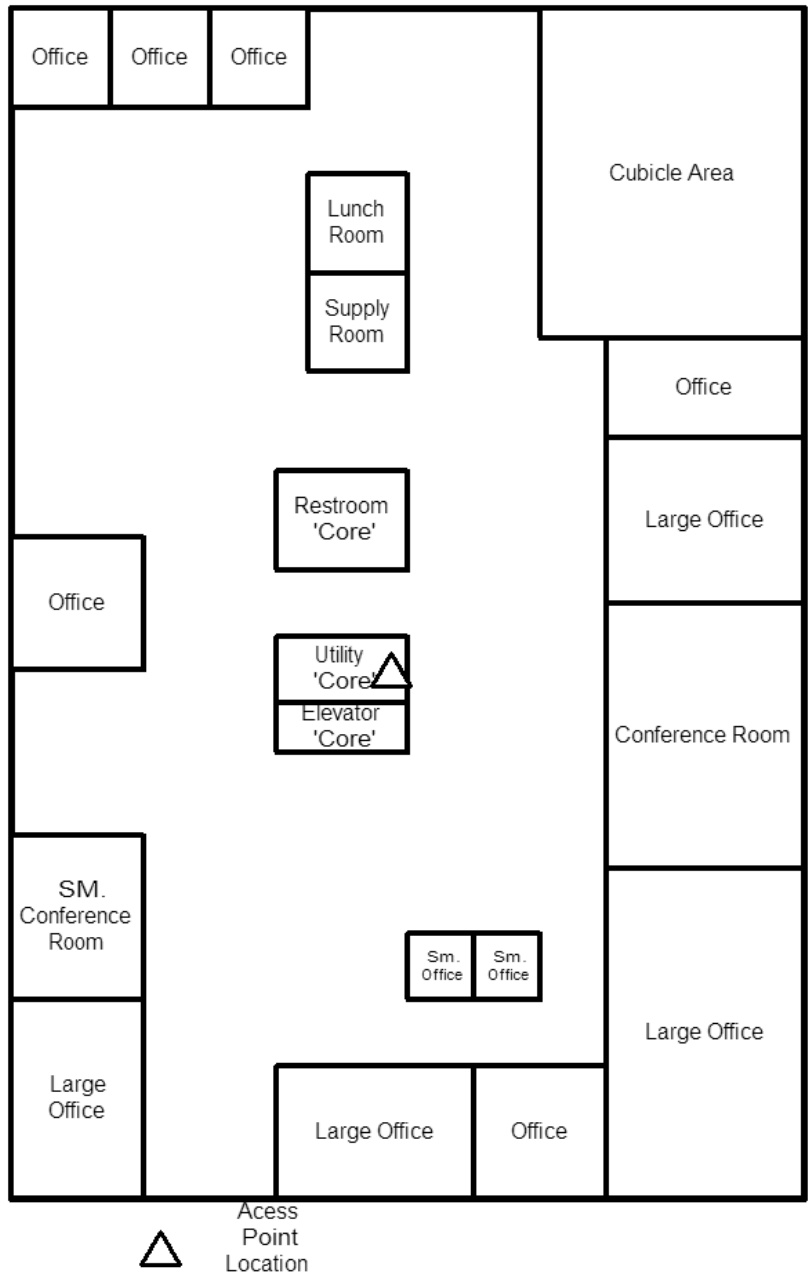 Office
Office
Office
Cubicle Area
Lunch
Room
Supply
Room
Office
Restroom
'Core'
Large Office
Office
Utility
'Core'
Elevator
'Core'
Conference Room
SM.
Conference
Room
Sm.
Office
Sm.
Office
Large Office
Large
Office
Large Office
Office
Acess
Point
Location